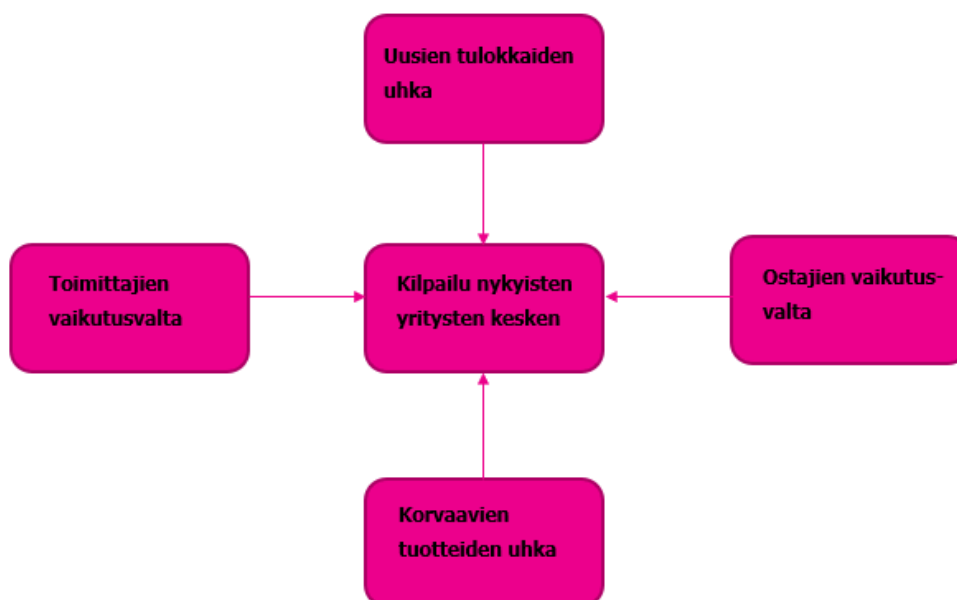 Uusien tulokkaiden
uhka
Toimittajien
vaikutusvalta
Kilpailu nykyisten
yritysten kesken
Ostajien vaikutus-
valta
Korvaavien
tuotteiden uhka